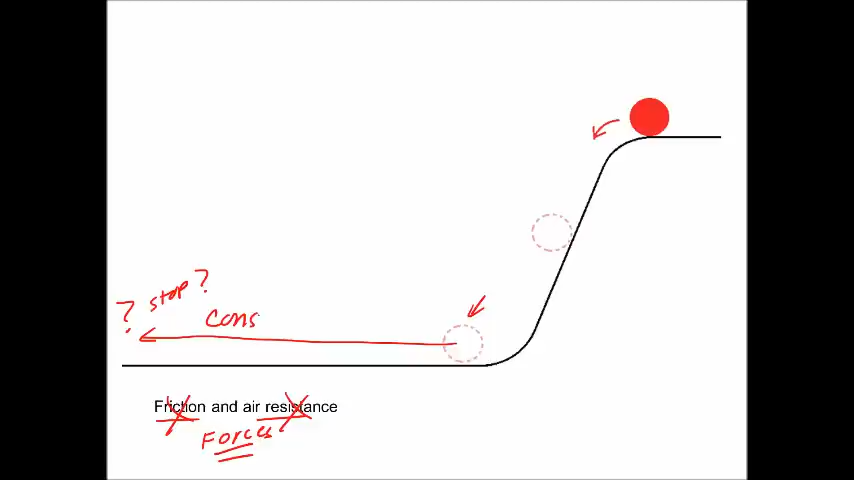 stop?
?
cons
Friction and air resistance
Forces